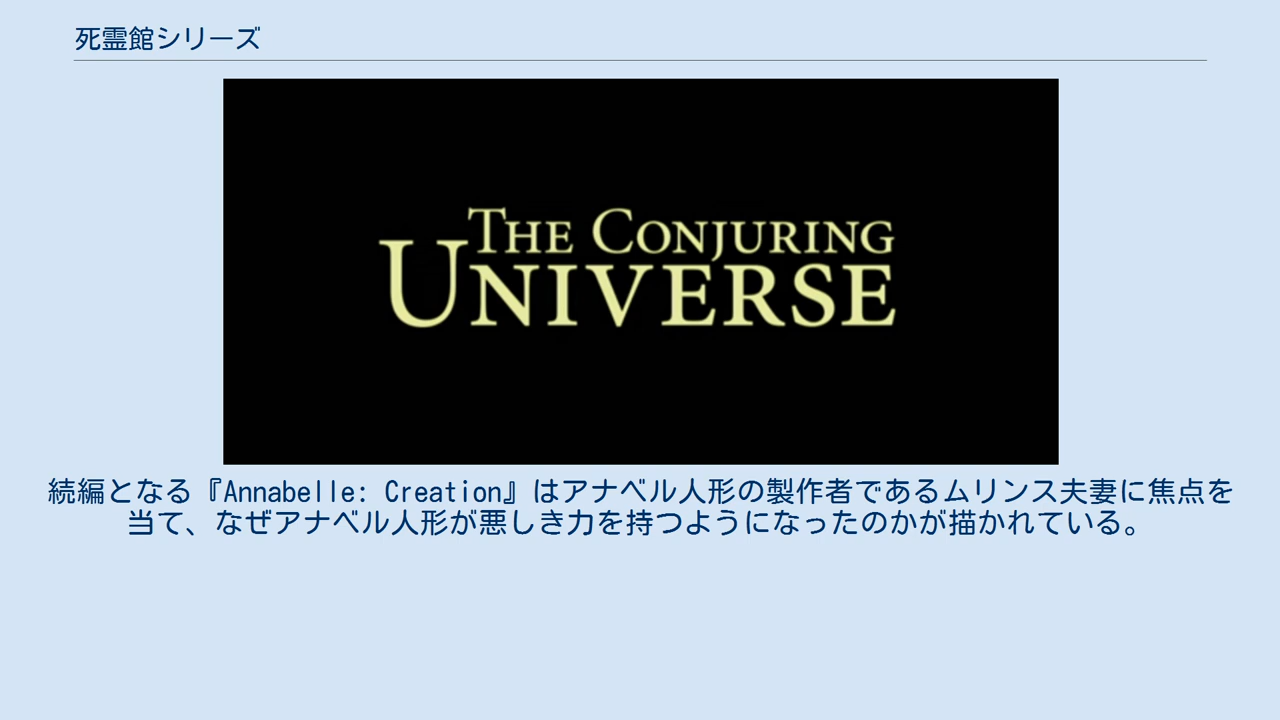 死霊館シリーズ
THE CONJURING
UNIVERSE
続編となる『Annabelle: Creation』はアナベル人形の製作者であるムリンス夫妻に焦点を
当て、なぜアナベル人形が悪しき力を持つようになったのかが描かれている。